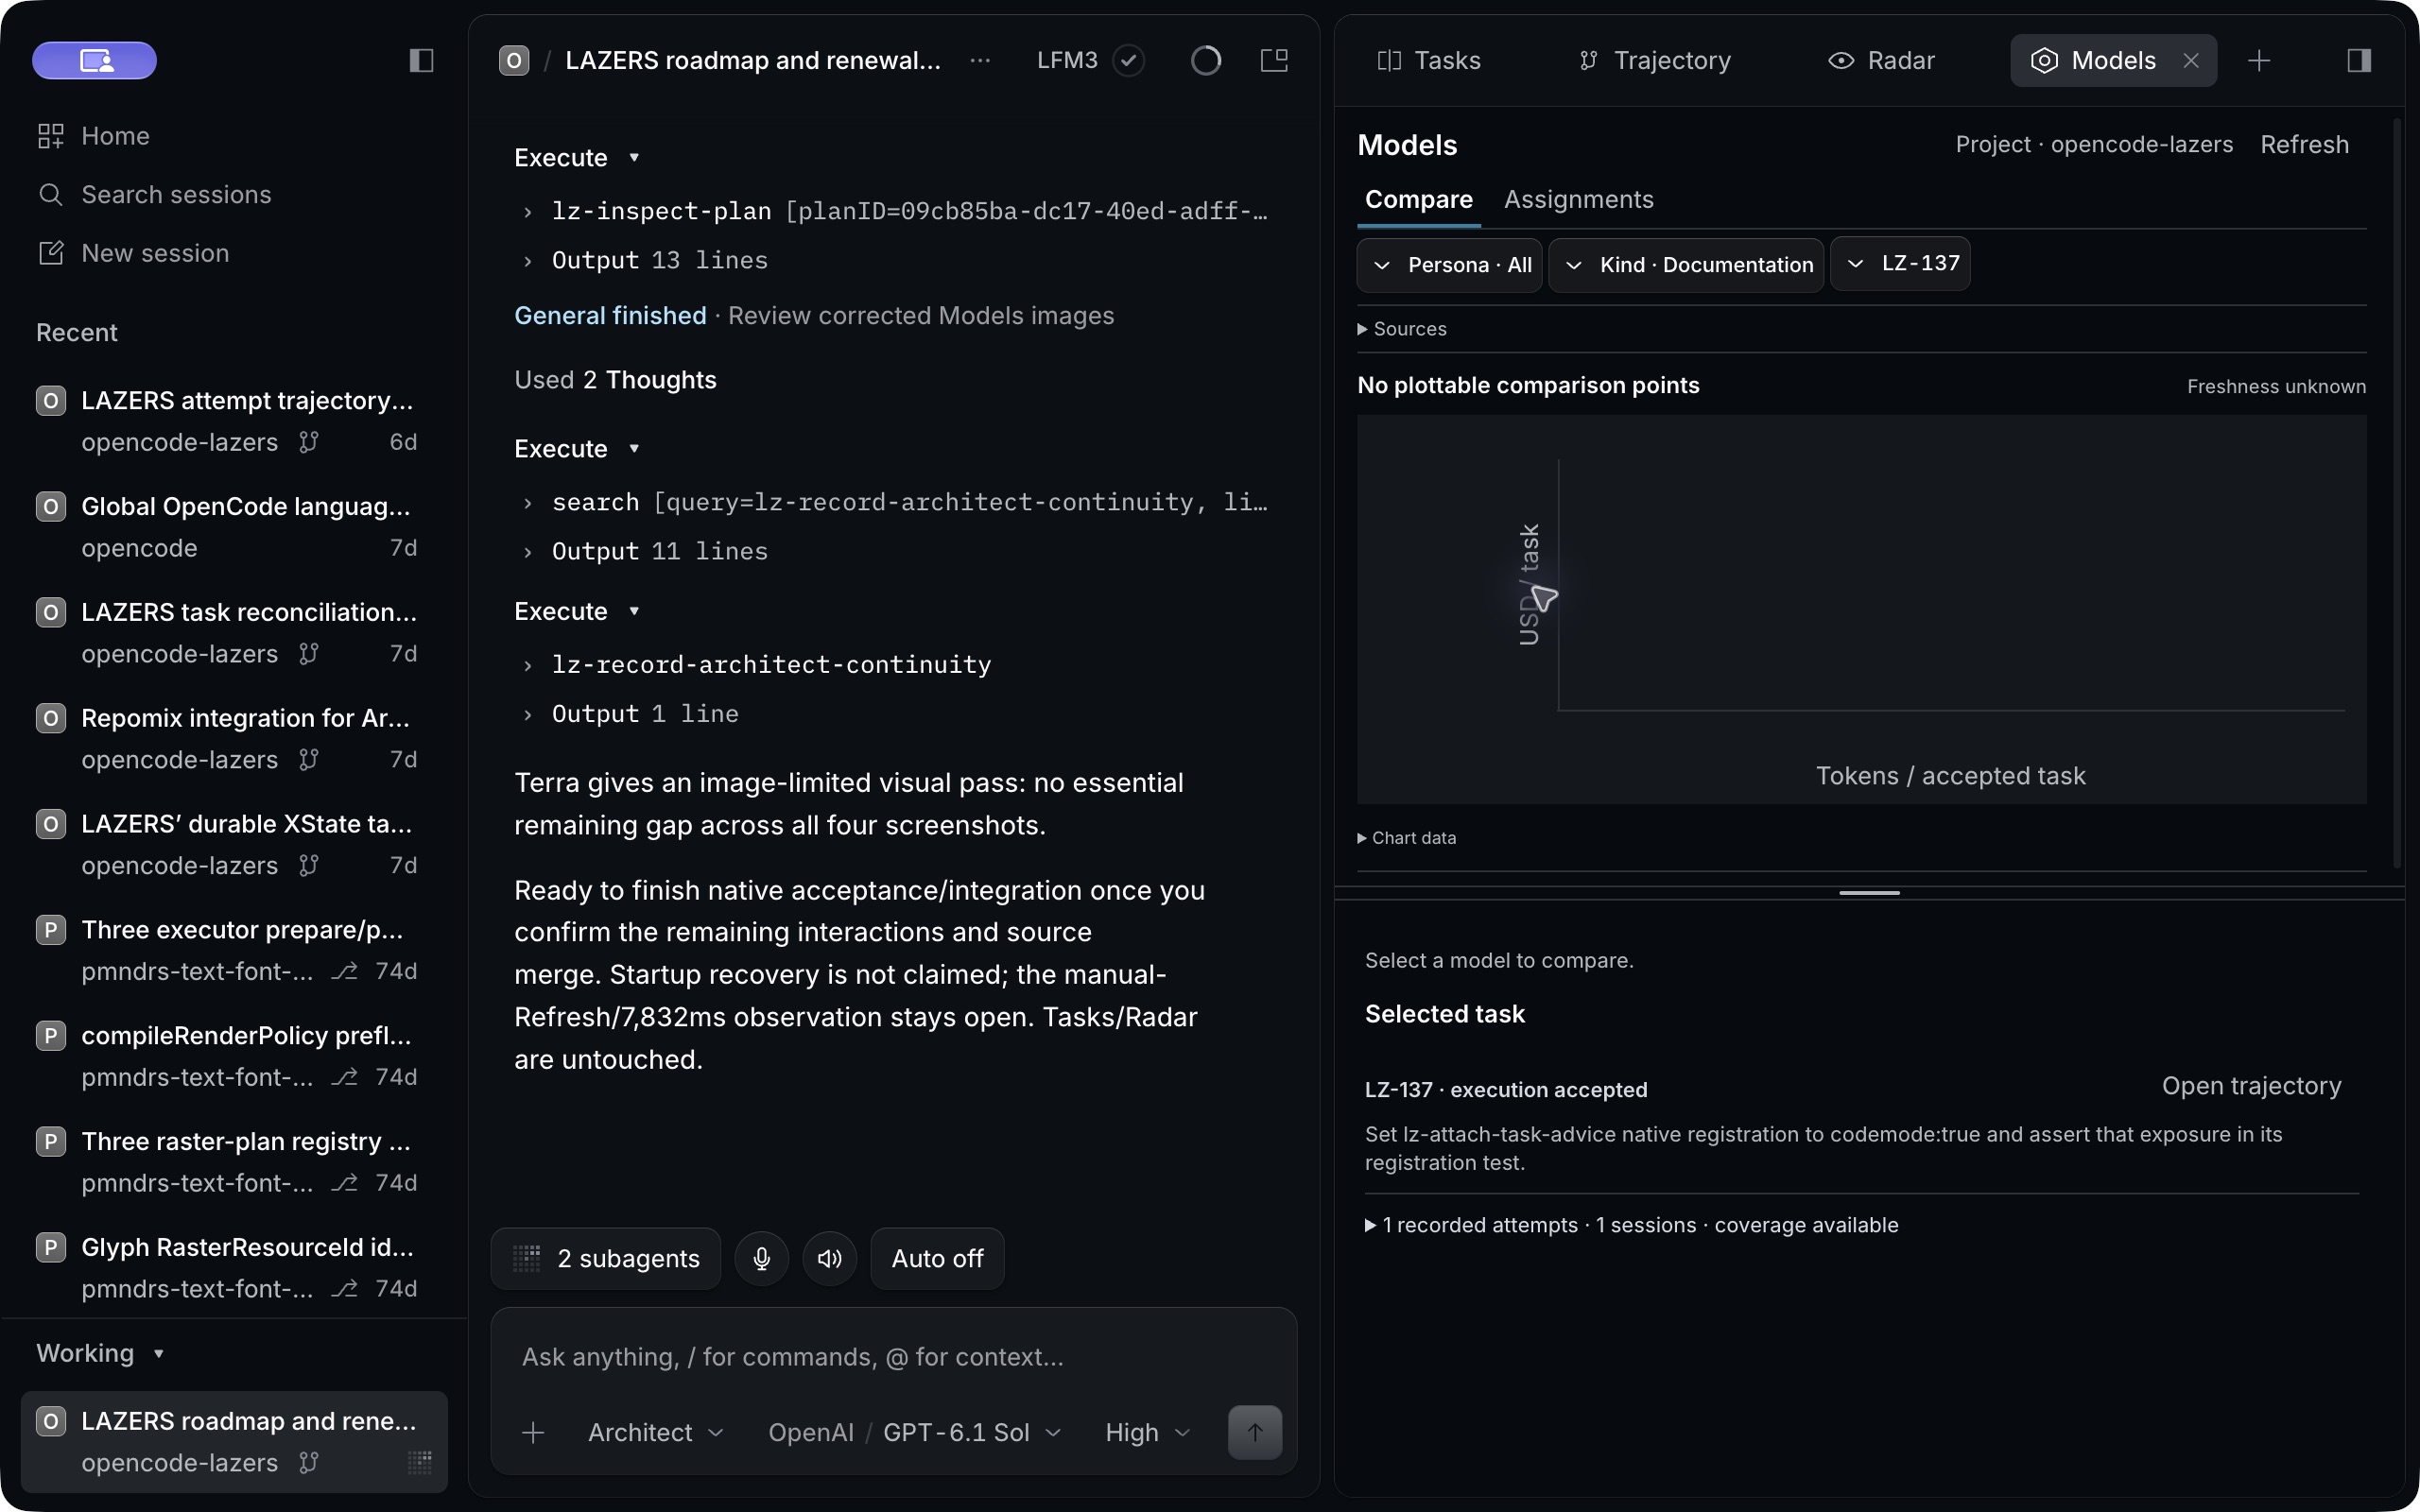 Home
Search sessions
New session
Recent
O LAZERS attempt trajectory...
opencode-lazers 6d
O Global OpenCode languag...
opencode 7d
O LAZERS task reconciliation...
opencode-lazers 7d
O Repomix integration for Ar...
opencode-lazers 7d
O LAZERS’ durable XState ta...
opencode-lazers 7d
P Three executor prepare/p...
pmndrs-text-font-... 74d
P compileRenderPolicy prefl...
pmndrs-text-font-... 74d
P Three raster-plan registry ...
pmndrs-text-font-... 74d
P Glyph RasterResourceId id...
pmndrs-text-font-... 74d
Working
O LAZERS roadmap and rene...
opencode-lazers
O / LAZERS roadmap and renewal... LFM3
Execute
lz-inspect-plan [planID=09cb85ba-dc17-40ed-adff-…
Output 13 lines
General finished · Review corrected Models images
Used 2 Thoughts
Execute
search [query=lz-record-architect-continuity, li…
Output 11 lines
Execute
lz-record-architect-continuity
Output 1 line
Terra gives an image-limited visual pass: no essential
remaining gap across all four screenshots.
Ready to finish native acceptance/integration once you
confirm the remaining interactions and source
merge. Startup recovery is not claimed; the manual-
Refresh/7,832ms observation stays open. Tasks/Radar
are untouched.
2 subagents
Auto off
Ask anything, / for commands, @ for context...
Architect OpenAI / GPT-6.1 Sol High
Tasks Trajectory Radar Models
Models Project · opencode-lazers Refresh
Compare Assignments
Persona · All Kind · Documentation LZ-137
Sources
No plottable comparison points Freshness unknown
USD / task
Tokens / accepted task
Chart data
Select a model to compare.
Selected task
LZ-137 · execution accepted Open trajectory
Set lz-attach-task-advice native registration to codemode:true and assert that exposure in its
registration test.
1 recorded attempts · 1 sessions · coverage available